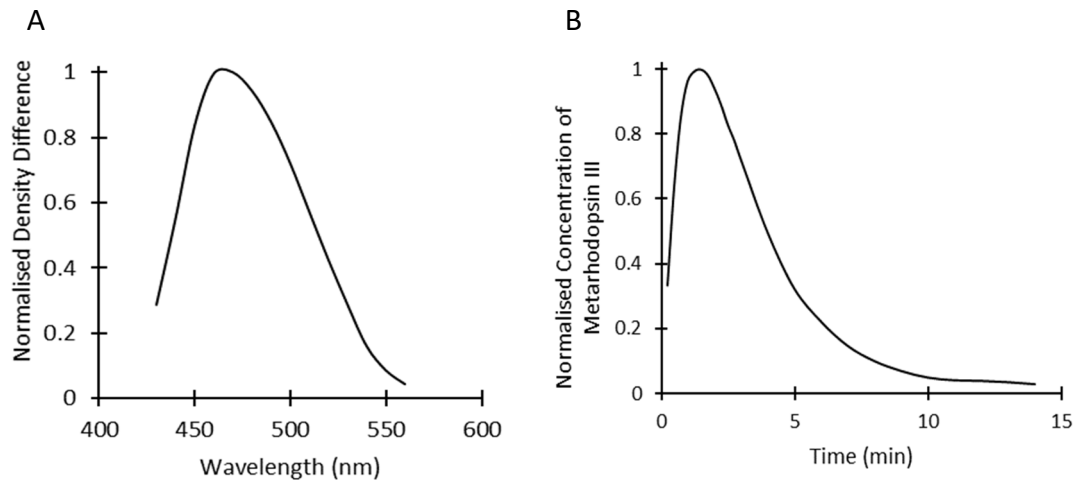 A
Normalised Density Difference
1
0.8
0.6
0.4
0.2
0
400 450 500 550 600
Wavelength (nm)
B
Normalised Concentration of
Metarhodopsin III
1
0.8
0.6
0.4
0.2
0
0 5 10 15
Time (min)